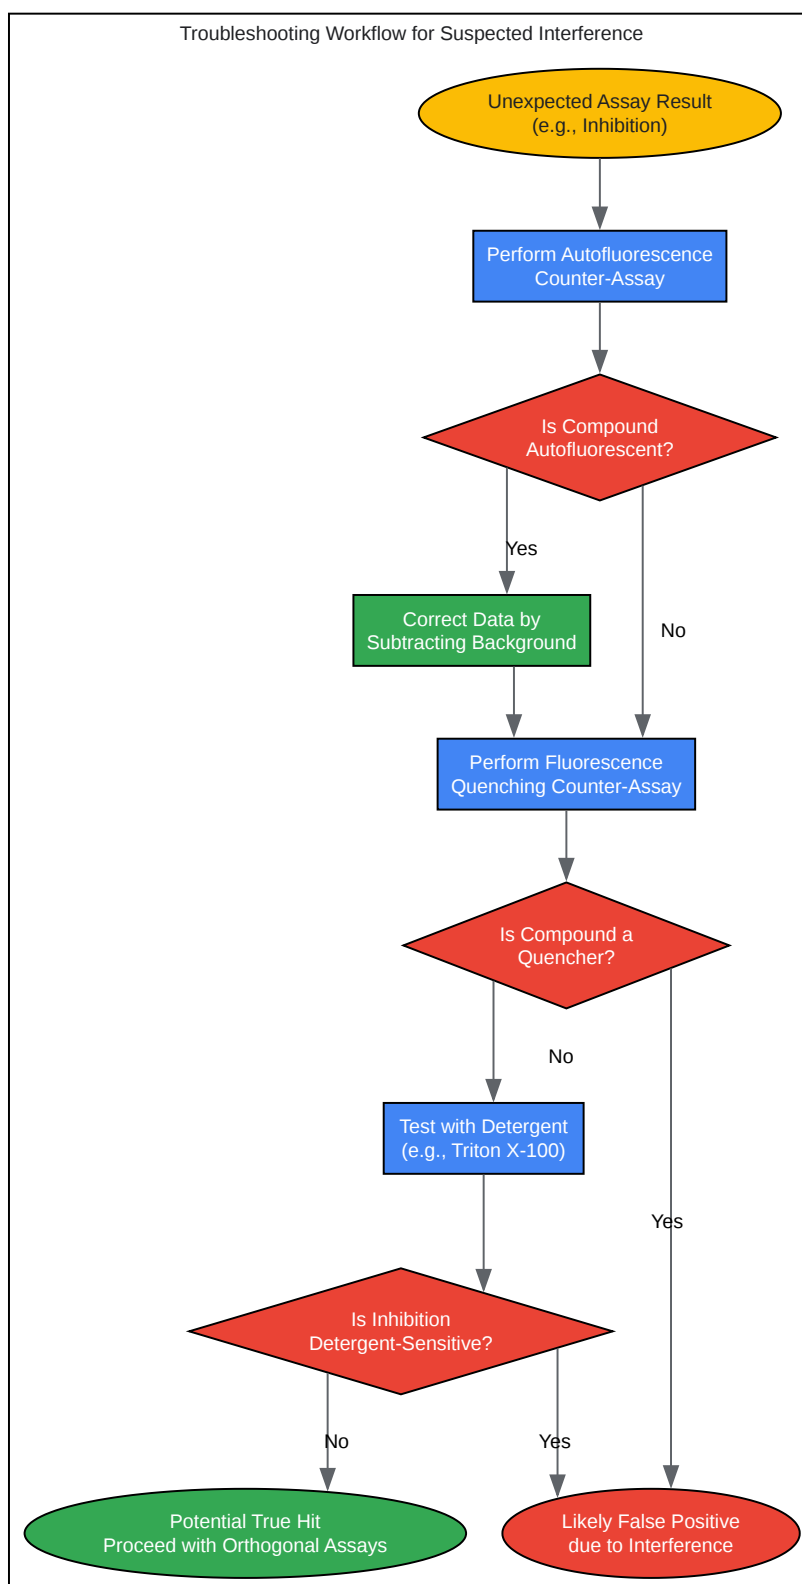 Troubleshooting Workflow for Suspected Interference
Unexpected Assay Result
(e.g., Inhibition)
Perform Autofluorescence
Counter-Assay
Is Compound
Autofluorescent?
Yes
Correct Data by
Subtracting Background
No
Perform Fluorescence
Quenching Counter-Assay
Is Compound a
Quencher?
No
Test with Detergent
(e.g., Triton X-100)
Yes
Is Inhibition
Detergent-Sensitive?
No
Yes
Potential True Hit
Proceed with Orthogonal Assays
Likely False Positive
due to Interference